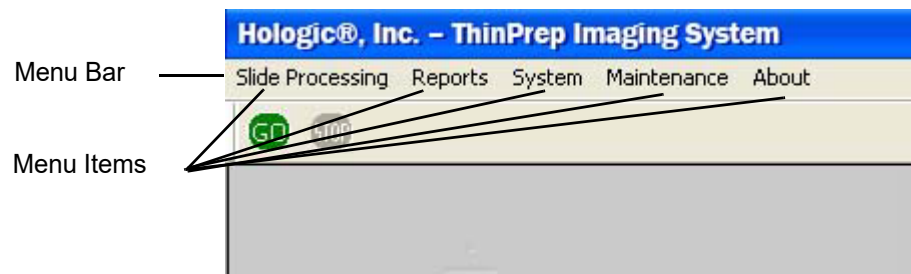 Hologic®, Inc. – ThinPrep Imaging System
Menu Bar
Slide Processing Reports System Maintenance About
GO STOP
Menu Items